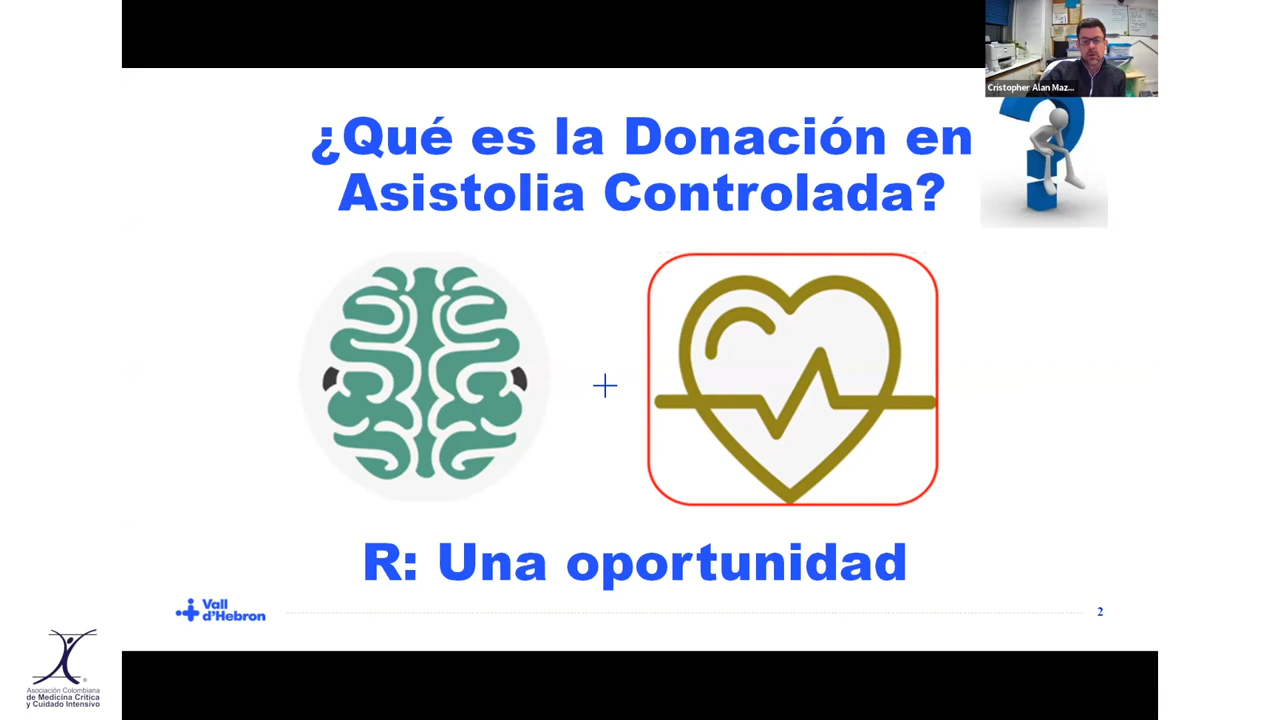 Cristopher Alan Maz...
¿Qué es la Donación en
Asistolia Controlada?
+
R: Una oportunidad
Vall
d'Hebron
2
Asociación Colombiana
de Medicina Crítica
y Cuidado Intensivo